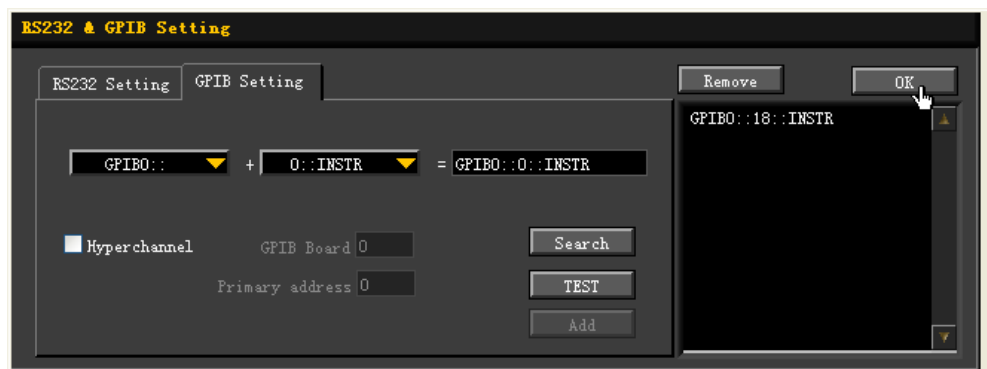 RS232 & GPIB Setting
RS232 Setting
GPIB Setting
Remove
OK
GPIB0::18::INSTR
GPIB0:: + 0::INSTR = GPIB0::0::INSTR
Hyperchannel
GPIB Board 0
Search
Primary address 0
TEST
Add